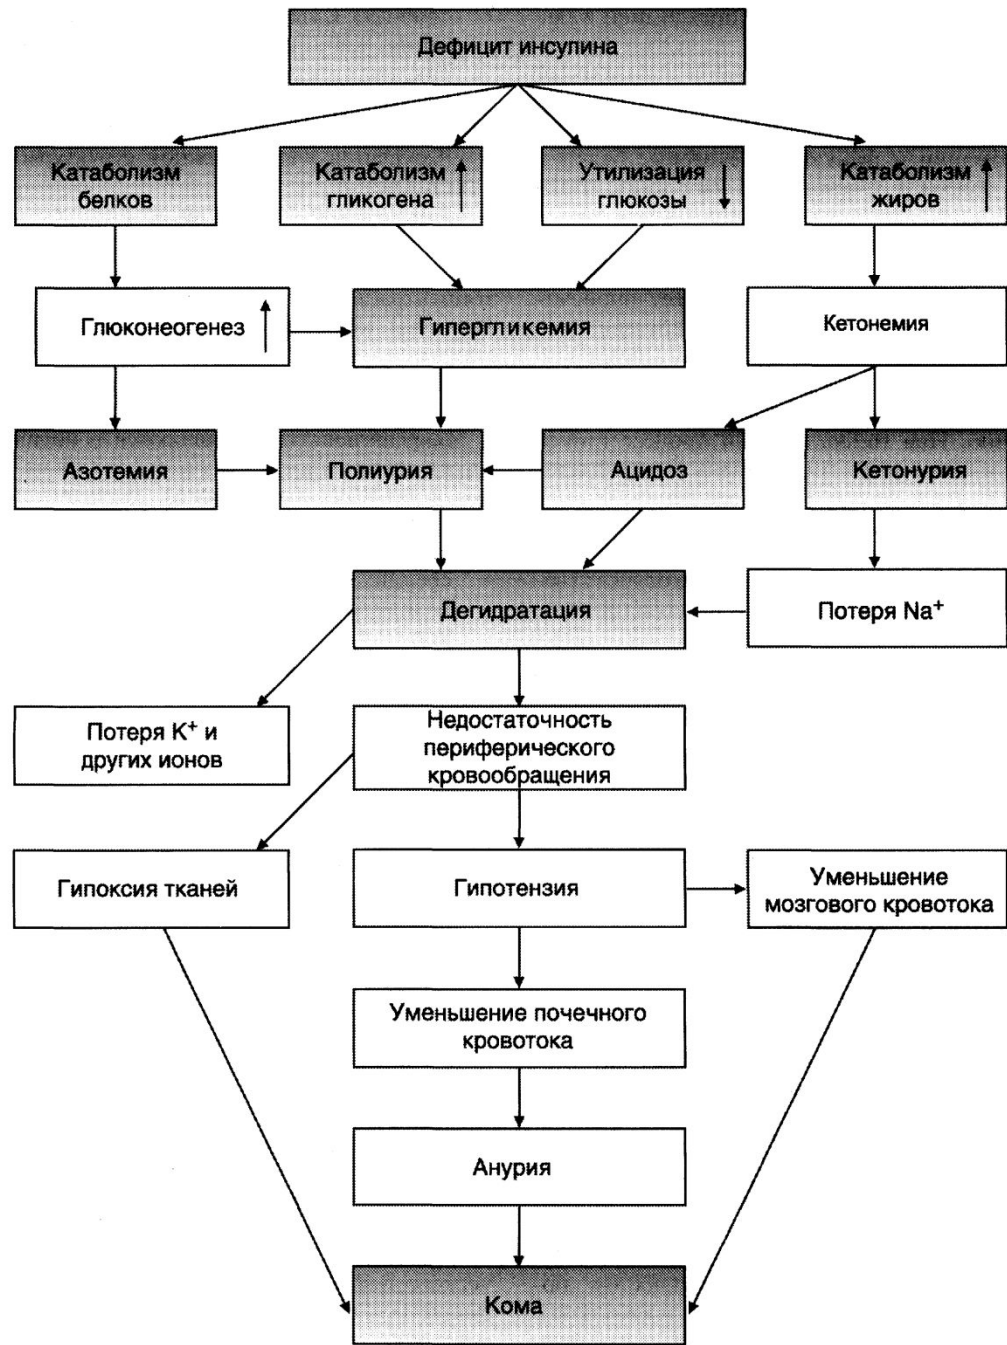 Дефицит инсулина
Катаболизм
белков
Катаболизм
гликогена
Утилизация
глюкозы
Катаболизм
жиров
Глюконеогенез
Гипергликемия
Кетонемия
Азотемия
Полиурия
Ацидоз
Кетонурия
Дегидратация
Потеря Na⁺
Потеря K⁺ и
других ионов
Недостаточность
периферического
кровообращения
Гипоксия тканей
Гипотензия
Уменьшение
мозгового кровотока
Уменьшение почечного
кровотока
Анурия
Кома